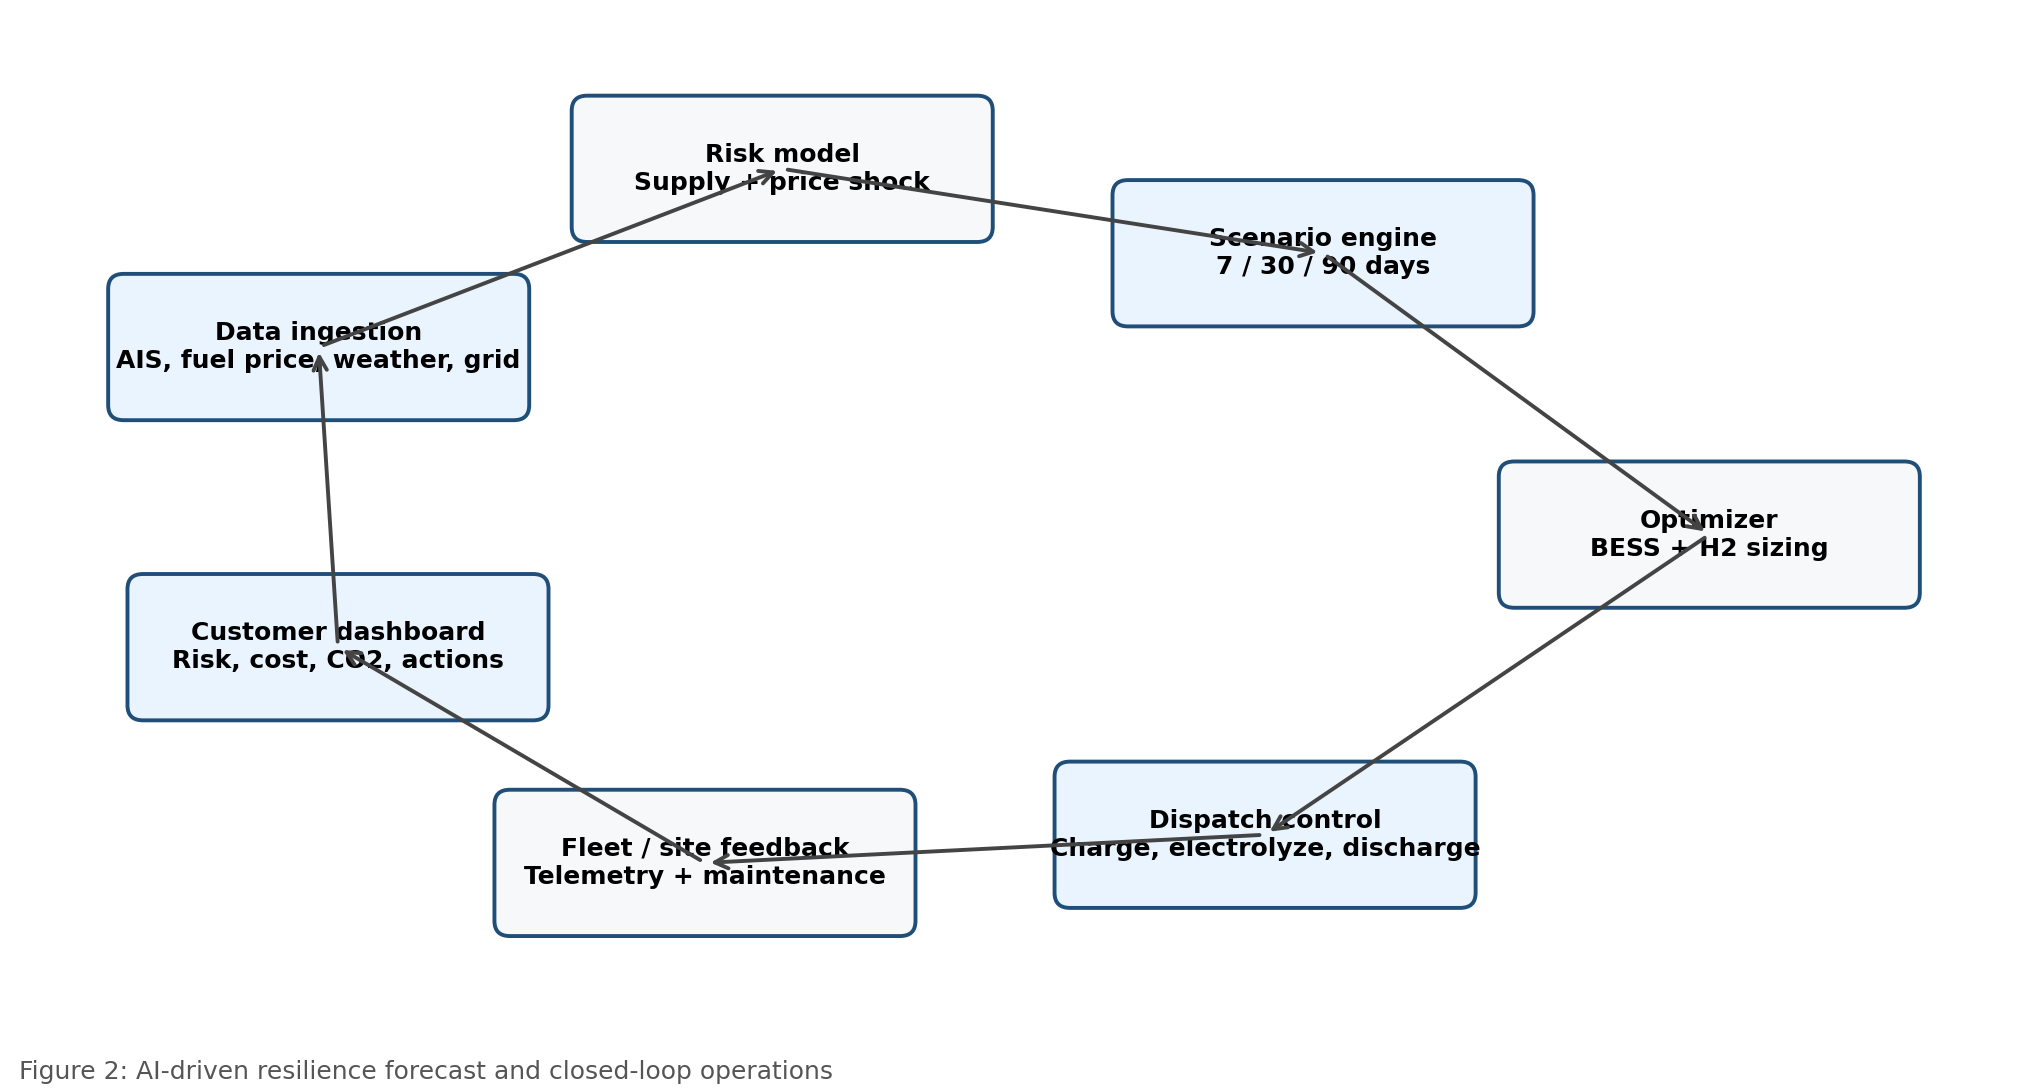 Risk model
Supply + price shock
Scenario engine
7 / 30 / 90 days
Data ingestion
AIS, fuel price, weather, grid
Optimizer
BESS + H2 sizing
Customer dashboard
Risk, cost, CO2, actions
Dispatch control
Charge, electrolyze, discharge
Fleet / site feedback
Telemetry + maintenance
Figure 2: AI-driven resilience forecast and closed-loop operations